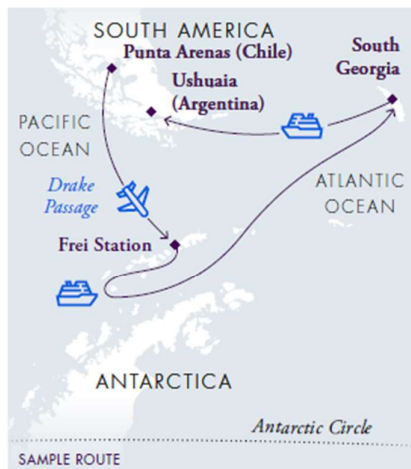 SOUTH AMERICA
Punta Arenas (Chile)
South
Georgia
Ushuaia
(Argentina)
PACIFIC
OCEAN
Drake
Passage
ATLANTIC
OCEAN
Frei Station
ANTARCTICA
Antarctic Circle
SAMPLE ROUTE